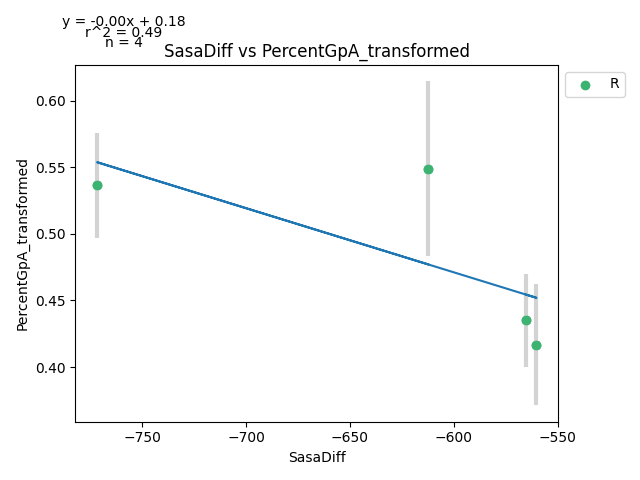 y = -0.00x + 0.18
r^2 = 0.49
n = 4
SasaDiff vs PercentGpA_transformed
R
PercentGpA_transformed
0.60
0.55
0.50
0.45
0.40
−750
−700
−650
−600
−550
SasaDiff